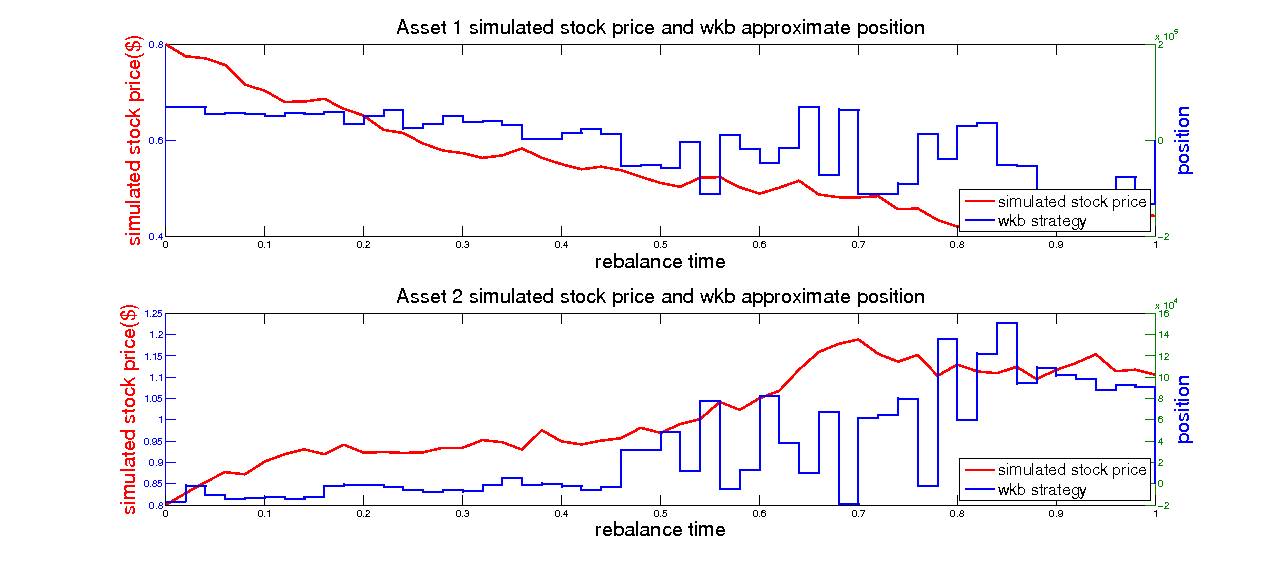 Asset 1 simulated stock price and wkb approximate position
x 10^5
0.8
0.6
0.4
2
0
-2
simulated stock price($)
position
simulated stock price
wkb strategy
0 0.1 0.2 0.3 0.4 0.5 0.6 0.7 0.8 0.9 1
rebalance time
Asset 2 simulated stock price and wkb approximate position
x 10^4
1.25
1.2
1.15
1.1
1.05
1
0.95
0.9
0.85
0.8
16
14
12
10
8
6
4
2
0
-2
simulated stock price($)
position
simulated stock price
wkb strategy
0 0.1 0.2 0.3 0.4 0.5 0.6 0.7 0.8 0.9 1
rebalance time